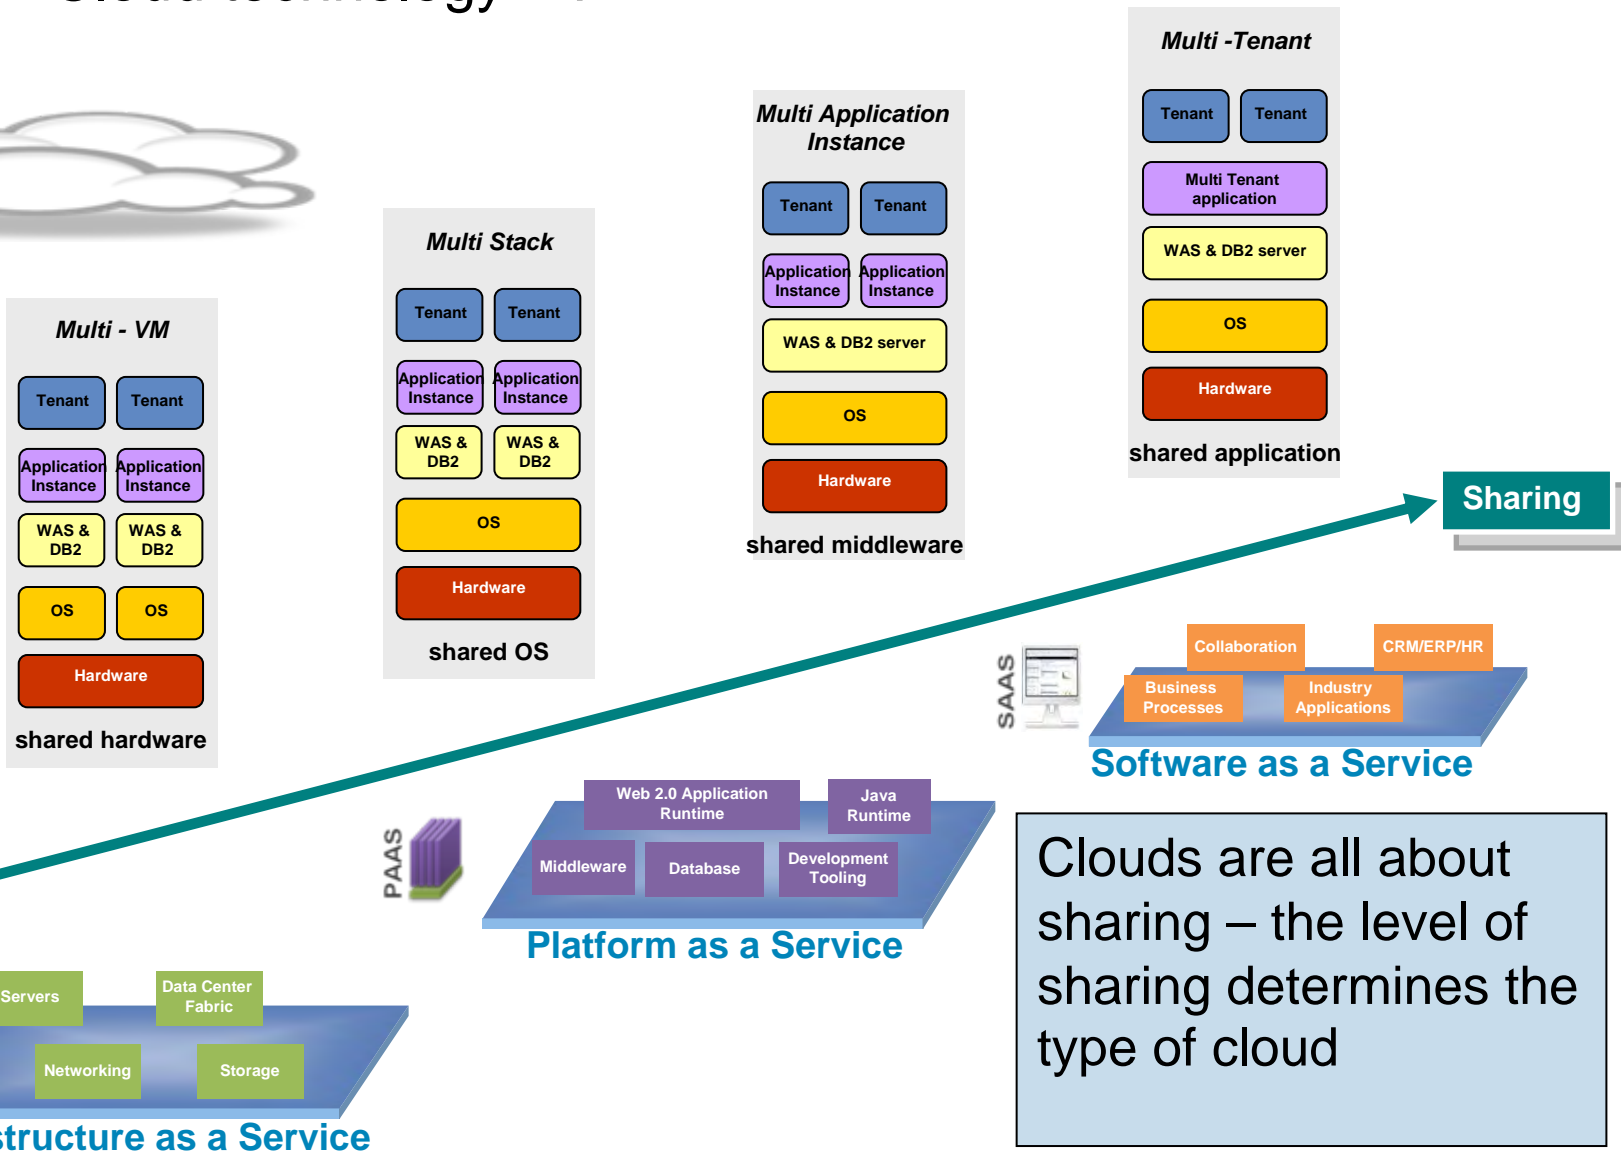 Cloud technology
Multi -Tenant
Tenant
Tenant
Multi Tenant
application
WAS & DB2 server
OS
Hardware
shared application
Multi Application
Instance
Tenant
Tenant
Application
Instance
Application
Instance
WAS & DB2 server
OS
Hardware
shared middleware
Multi Stack
Tenant
Tenant
Application
Instance
Application
Instance
WAS &
DB2
WAS &
DB2
OS
Hardware
shared OS
Multi - VM
Tenant
Tenant
Application
Instance
Application
Instance
WAS &
DB2
WAS &
DB2
OS
OS
Hardware
shared hardware
Sharing
SAAS
Collaboration
CRM/ERP/HR
Business
Processes
Industry
Applications
Software as a Service
PAAS
Web 2.0 Application
Runtime
Java
Runtime
Middleware
Database
Development
Tooling
Platform as a Service
Servers
Data Center
Fabric
Networking
Storage
structure as a Service
Clouds are all about
sharing – the level of
sharing determines the
type of cloud